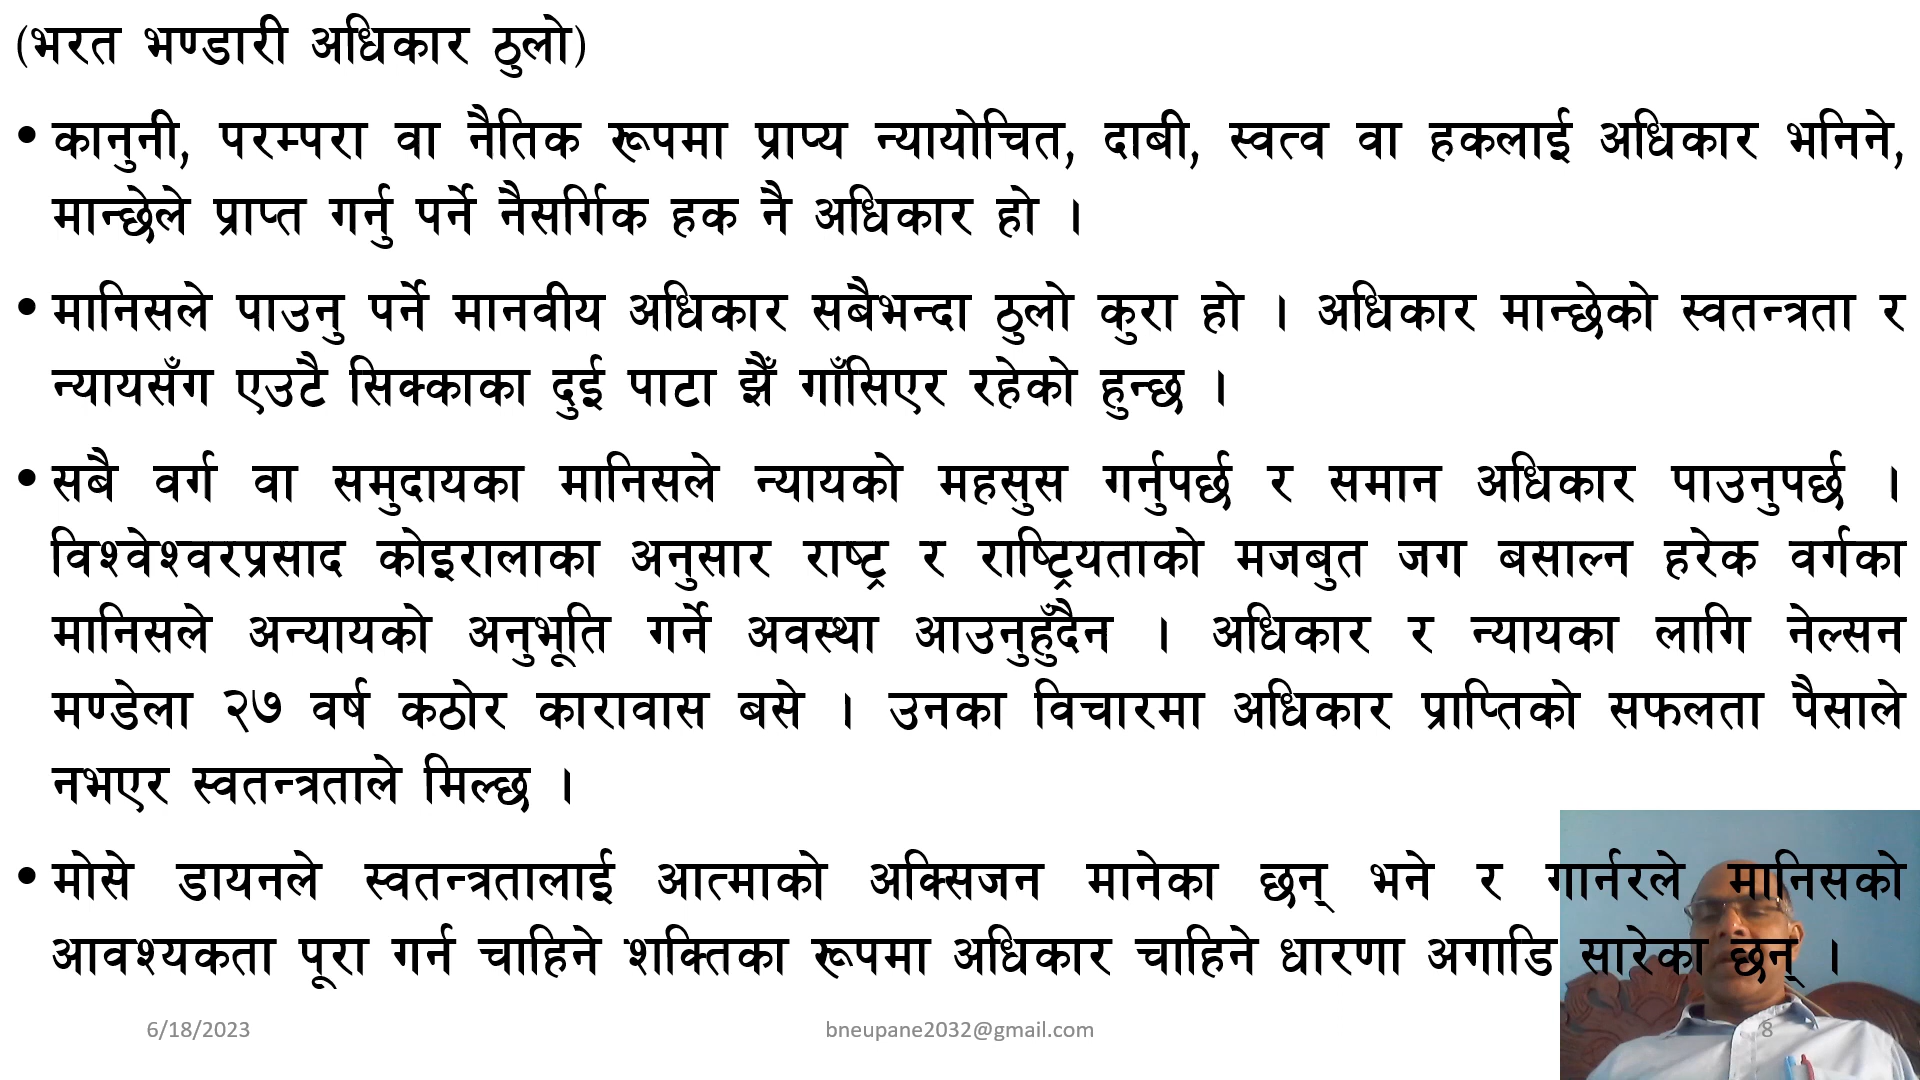 (भरत भण्डारी अधिकार ठुलो)
• कानुनी, परम्परा वा नैतिक रूपमा प्राप्य न्यायोचित, दाबी, स्वत्व वा हकलाई अधिकार भनिने,
मान्छेले प्राप्त गर्नु पर्ने नैसर्गिक हक नै अधिकार हो ।
• मानिसले पाउनु पर्ने मानवीय अधिकार सबैभन्दा ठुलो कुरा हो । अधिकार मान्छेको स्वतन्त्रता र
न्यायसँग एउटै सिक्काका दुई पाटा झैँ गाँसिएर रहेको हुन्छ ।
• सबै वर्ग वा समुदायका मानिसले न्यायको महसुस गर्नुपर्छ र समान अधिकार पाउनुपर्छ ।
विश्वेश्वरप्रसाद कोइरालाका अनुसार राष्ट्र र राष्ट्रियताको मजबुत जग बसाल्न हरेक वर्गका
मानिसले अन्यायको अनुभूति गर्ने अवस्था आउनुहुँदैन । अधिकार र न्यायका लागि नेल्सन
मण्डेला २७ वर्ष कठोर कारावास बसे । उनका विचारमा अधिकार प्राप्तिको सफलता पैसाले
नभएर स्वतन्त्रताले मिल्छ ।
• मोसे डायनले स्वतन्त्रतालाई आत्माको अक्सिजन मानेका छन् भने र गार्नरले मानिसको
आवश्यकता पूरा गर्न चाहिने शक्तिका रूपमा अधिकार चाहिने धारणा अगाडि सारेका छन् ।
6/18/2023 bneupane2032@gmail.com 8